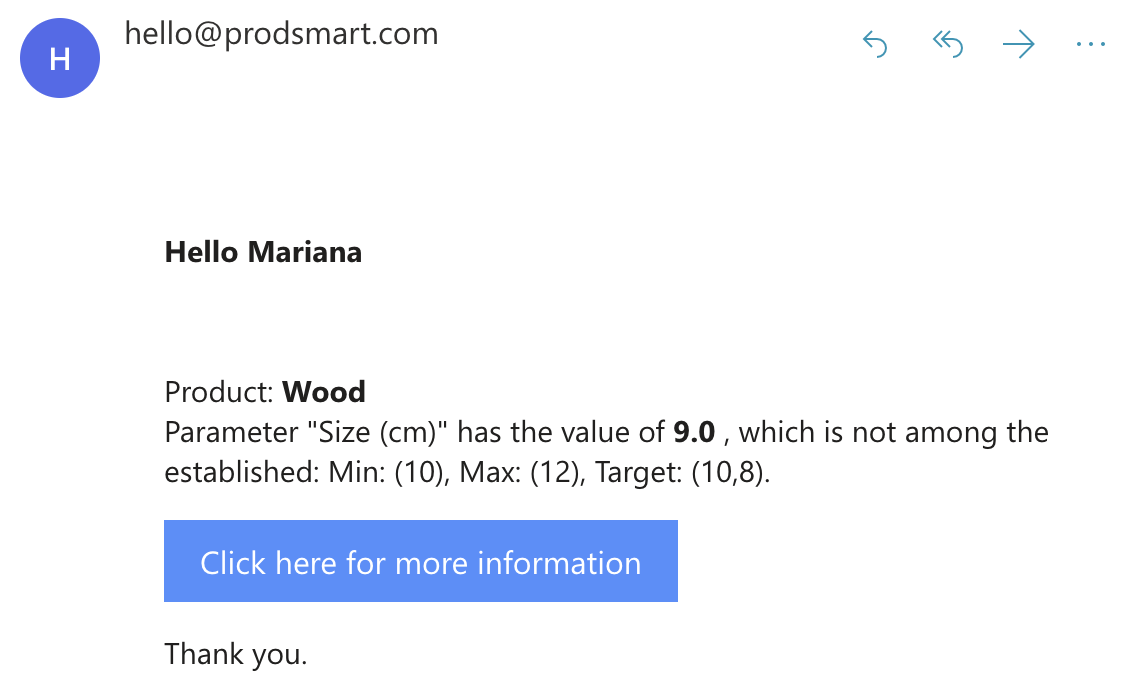 H
hello@prodsmart.com
Hello Mariana
Product: Wood
Parameter "Size (cm)" has the value of 9.0 , which is not among the
established: Min: (10), Max: (12), Target: (10,8).
Click here for more information
Thank you.